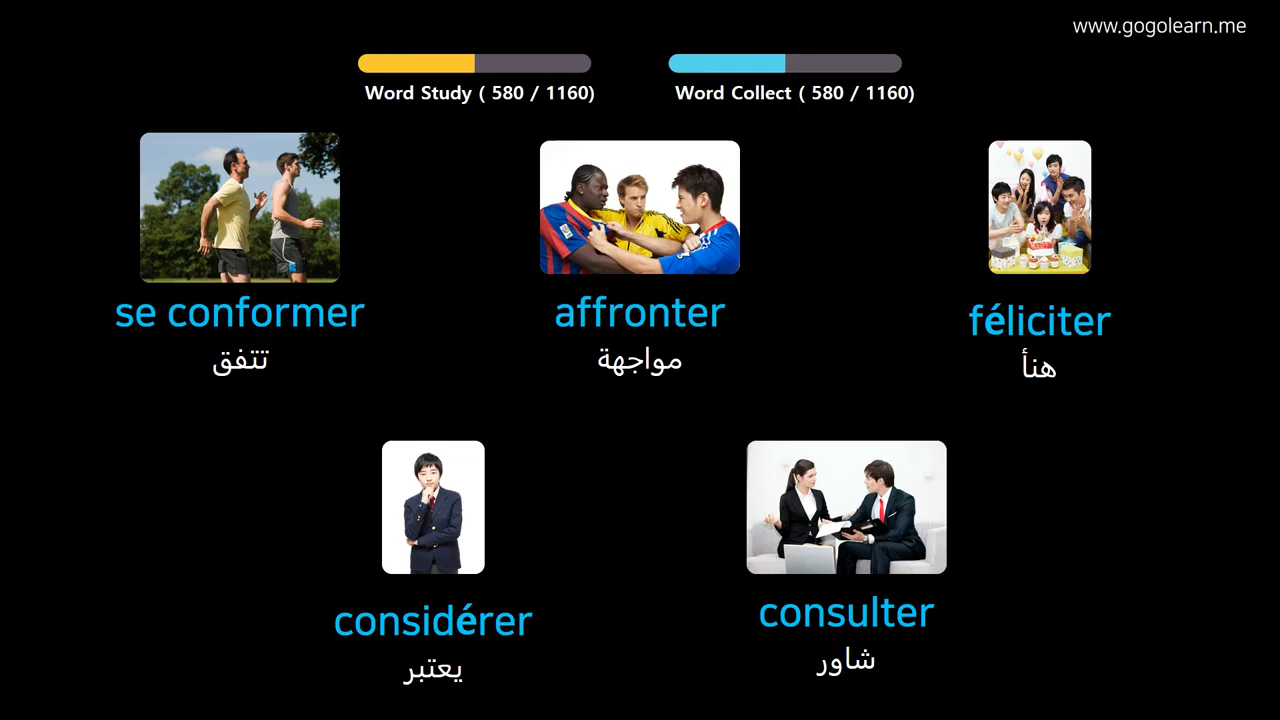 www.gogolearn.me
Word Study ( 580 / 1160)
Word Collect ( 580 / 1160)
se conformer
تتفق
affronter
مواجهة
féliciter
هنأ
considérer
يعتبر
consulter
شاور